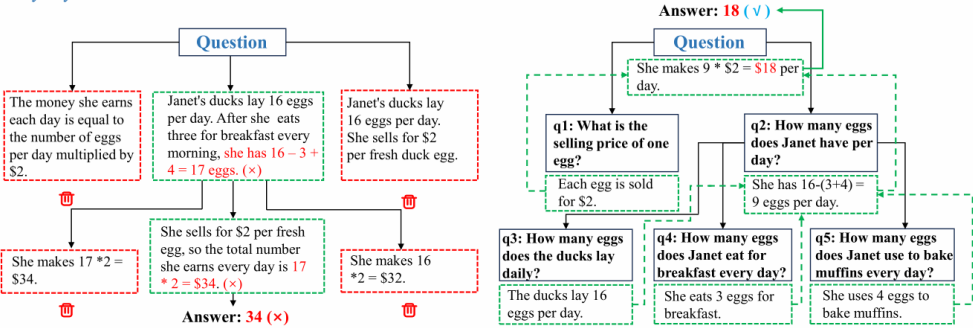 Question
The money she earns
each day is equal to
the number of eggs
per day multiplied by
$2.
Janet's ducks lay 16 eggs
per day. After she eats
three for breakfast every
morning, she has 16 – 3 +
4 = 17 eggs. (×)
Janet's ducks lay
16 eggs per day.
She sells for $2
per fresh duck egg.
She makes 17 *2 =
$34.
She sells for $2 per fresh
egg, so the total number
she earns every day is 17
* 2 = $34. (×)
She makes 16
*2 = $32.
Answer: 34 (×)
Answer: 18 (√)
Question
She makes 9 * $2 = $18 per
day.
q1: What is the
selling price of one
egg?
Each egg is sold
for $2.
q2: How many eggs
does Janet have per
day?
She has 16-(3+4) =
9 eggs per day.
q3: How many eggs
does the ducks lay
daily?
The ducks lay 16
eggs per day.
q4: How many eggs
does Janet eat for
breakfast every day?
She eats 3 eggs for
breakfast.
q5: How many eggs
does Janet use to bake
muffins every day?
She uses 4 eggs to
bake muffins.